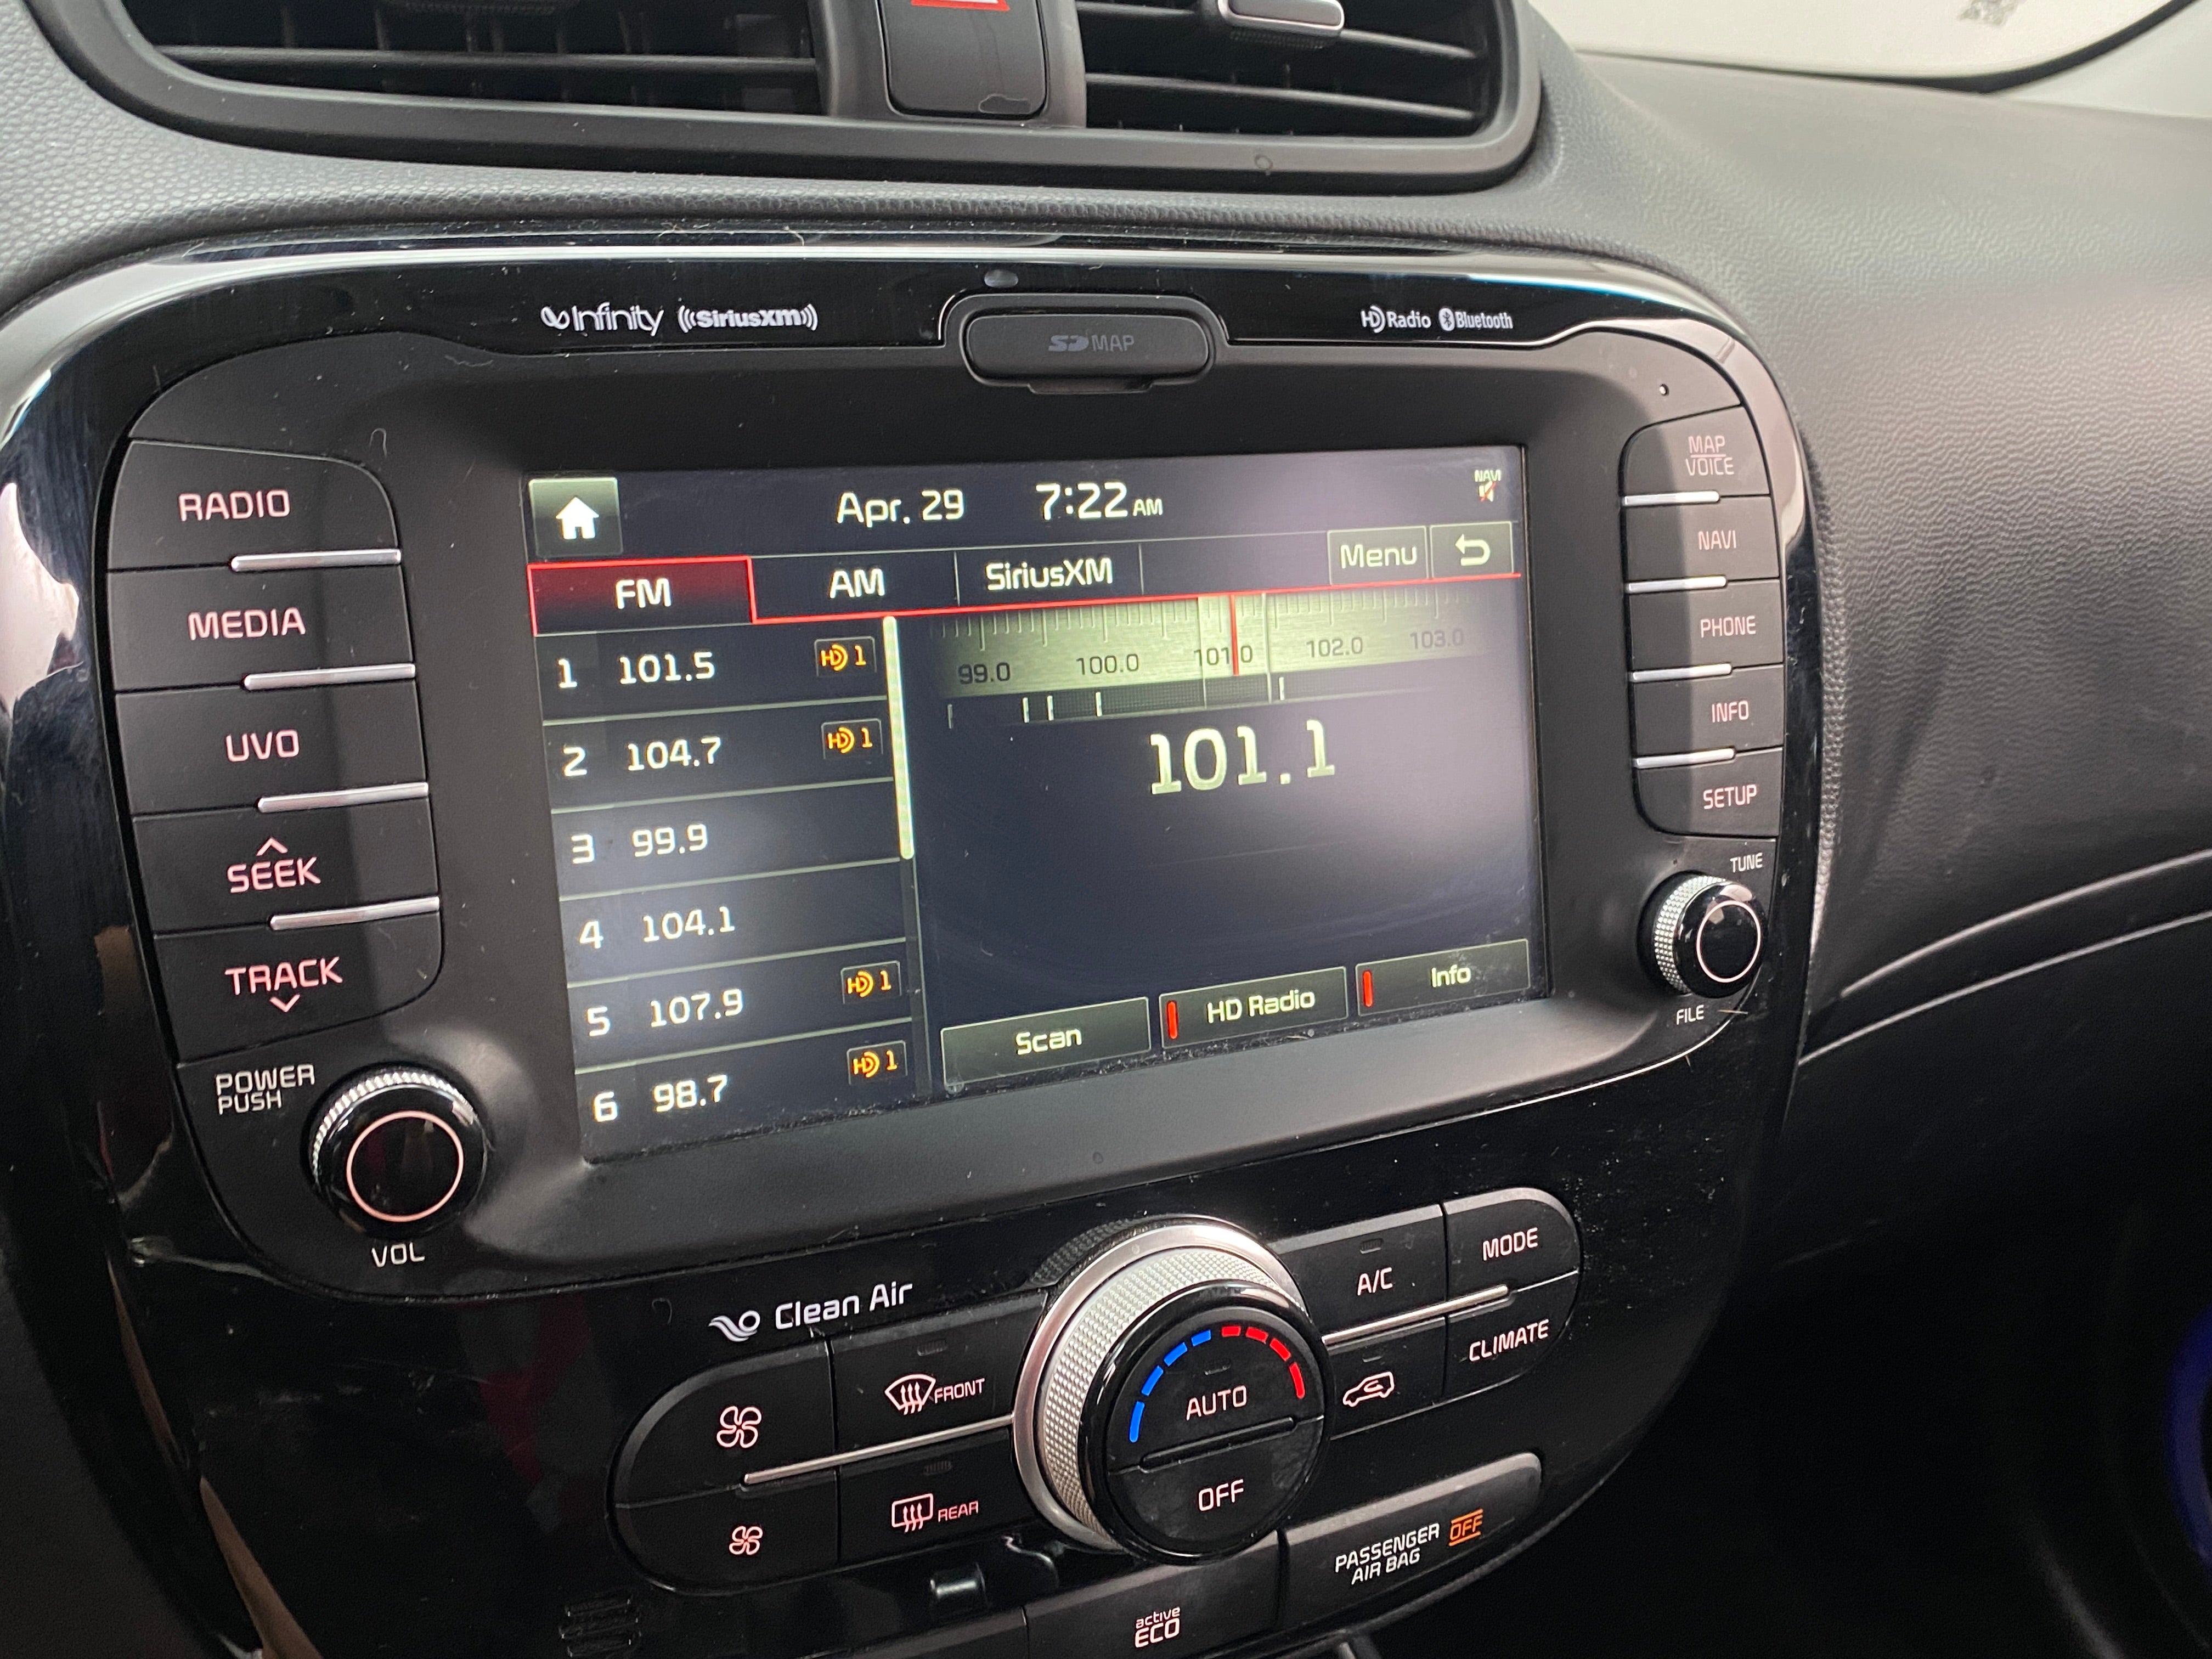 Infinity ((SiriusXM))
SD MAP
HD Radio Bluetooth
RADIO
MEDIA
UVO
SEEK
TRACK
POWER
PUSH
VOL
Apr. 29 7:22 AM
NAVI
FM AM SiriusXM Menu
1 101.5 HD 1
2 104.7 HD 1
3 99.9
4 104.1
5 107.9 HD 1
6 98.7 HD 1
99.0 100.0 101.0 102.0 103.0
101.1
Scan HD Radio Info
MAP
VOICE
NAVI
PHONE
INFO
SETUP
TUNE
FILE
Clean Air
FRONT
REAR
AUTO
OFF
A/C
MODE
CLIMATE
PASSENGER OFF
AIR BAG
active
ECO